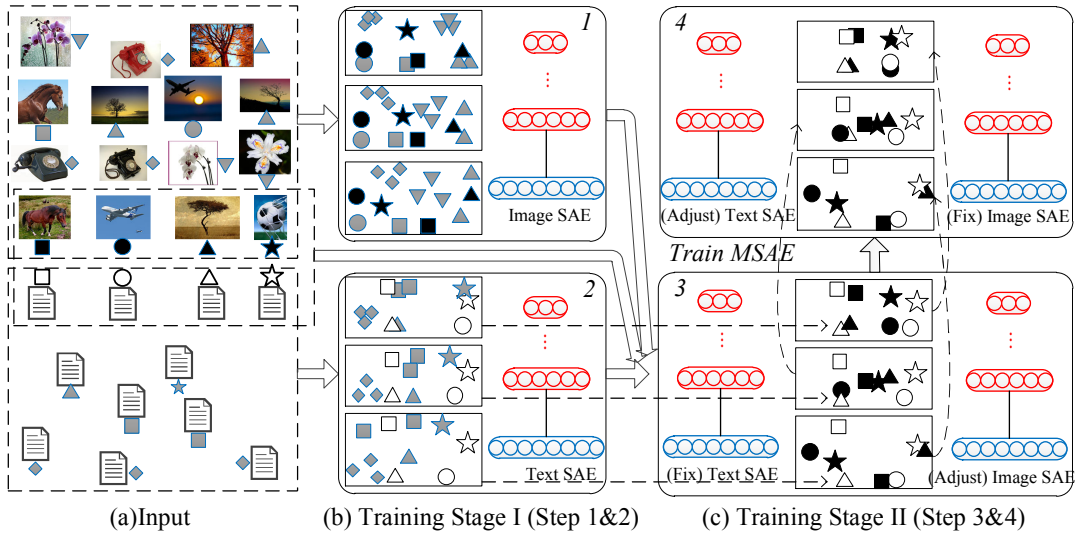 1
Image SAE
2
Text SAE
4
(Adjust) Text SAE
(Fix) Image SAE
Train MSAE
3
(Fix) Text SAE
(Adjust) Image SAE
(a)Input
(b) Training Stage I (Step 1&2)
(c) Training Stage II (Step 3&4)